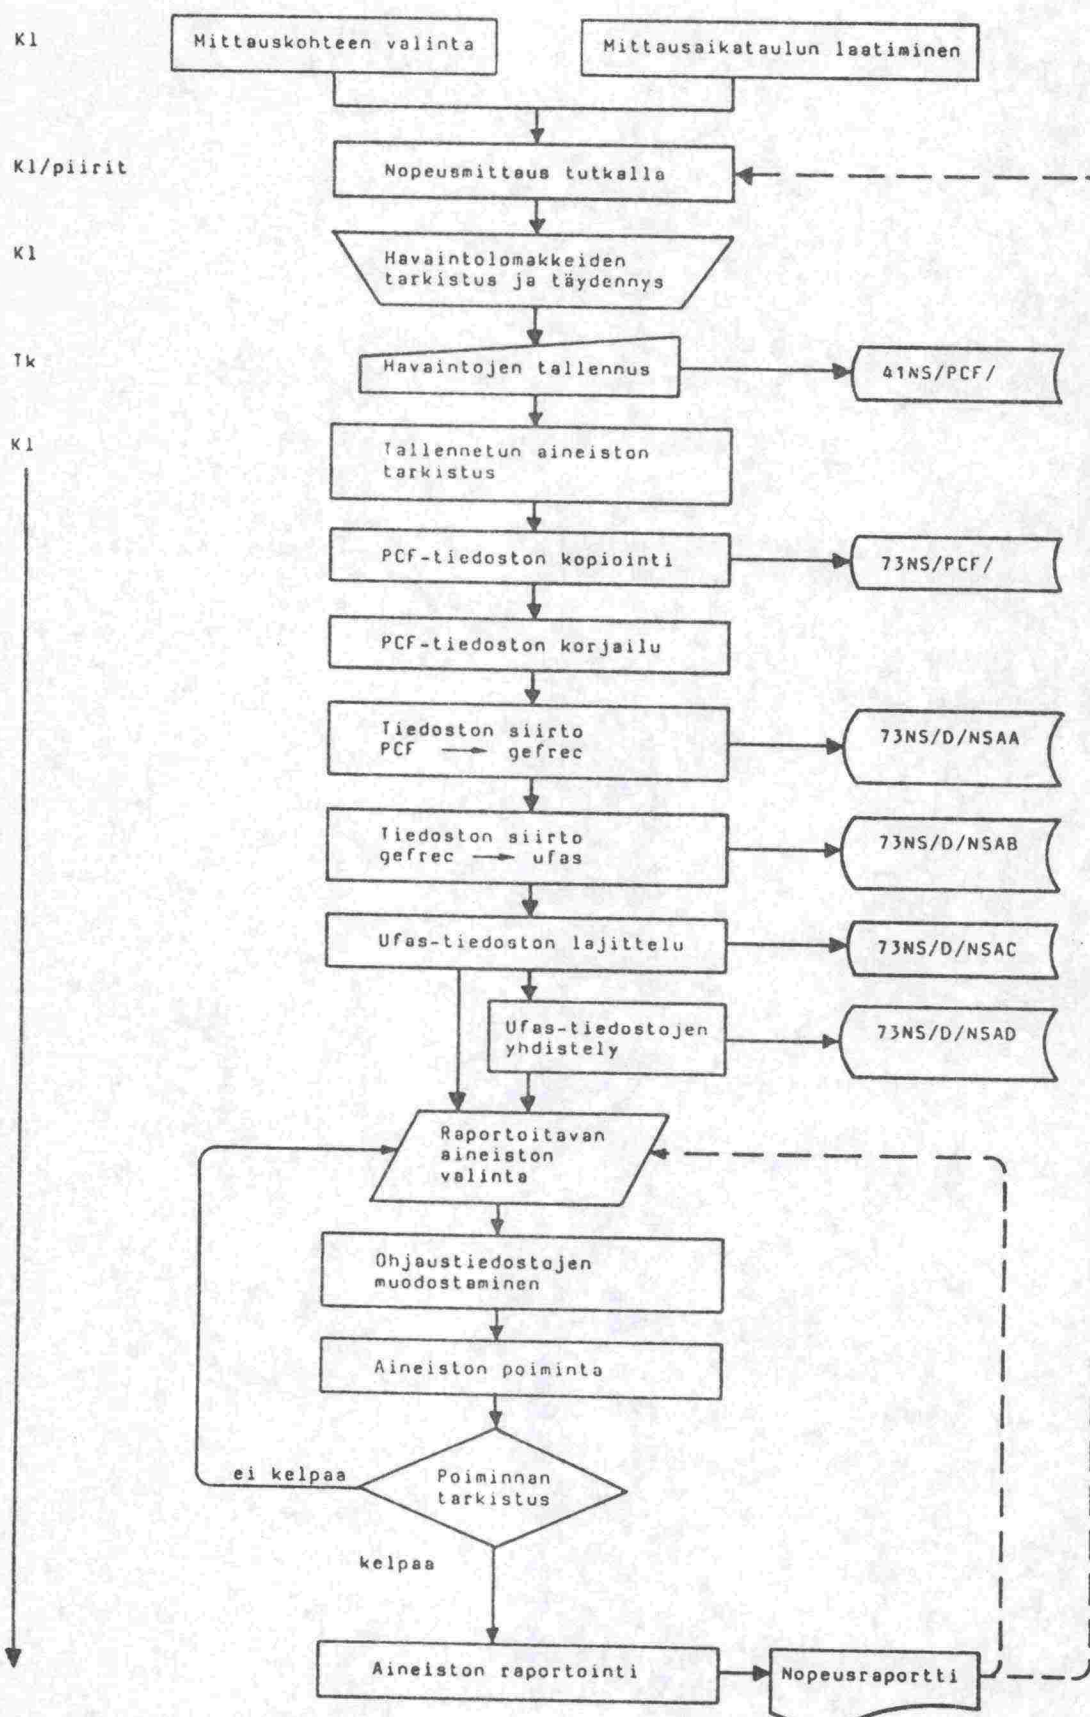 Kl
Mittauskohteen valinta
Mittausaikataulun laatiminen
Kl/piirit
Nopeusmittaus tutkalla
Kl
Havaintolomakkeiden
tarkistus ja täydennys
Tk
Havaintojen tallennus
41NS/PCF/
Kl
Tallennetun aineiston
tarkistus
PCF-tiedoston kopiointi
73NS/PCF/
PCF-tiedoston korjailu
Tiedoston siirto
PCF → gefrec
73NS/D/NSAA
Tiedoston siirto
gefrec → ufas
73NS/D/NSAB
Ufas-tiedoston lajittelu
73NS/D/NSAC
Ufas-tiedostojen
yhdistely
73NS/D/NSAD
Raportoitavan
aineiston
valinta
Ohjaustiedostojen
muodostaminen
Aineiston poiminta
ei kelpaa
Poiminnan
tarkistus
kelpaa
Aineiston raportointi
Nopeusraportti